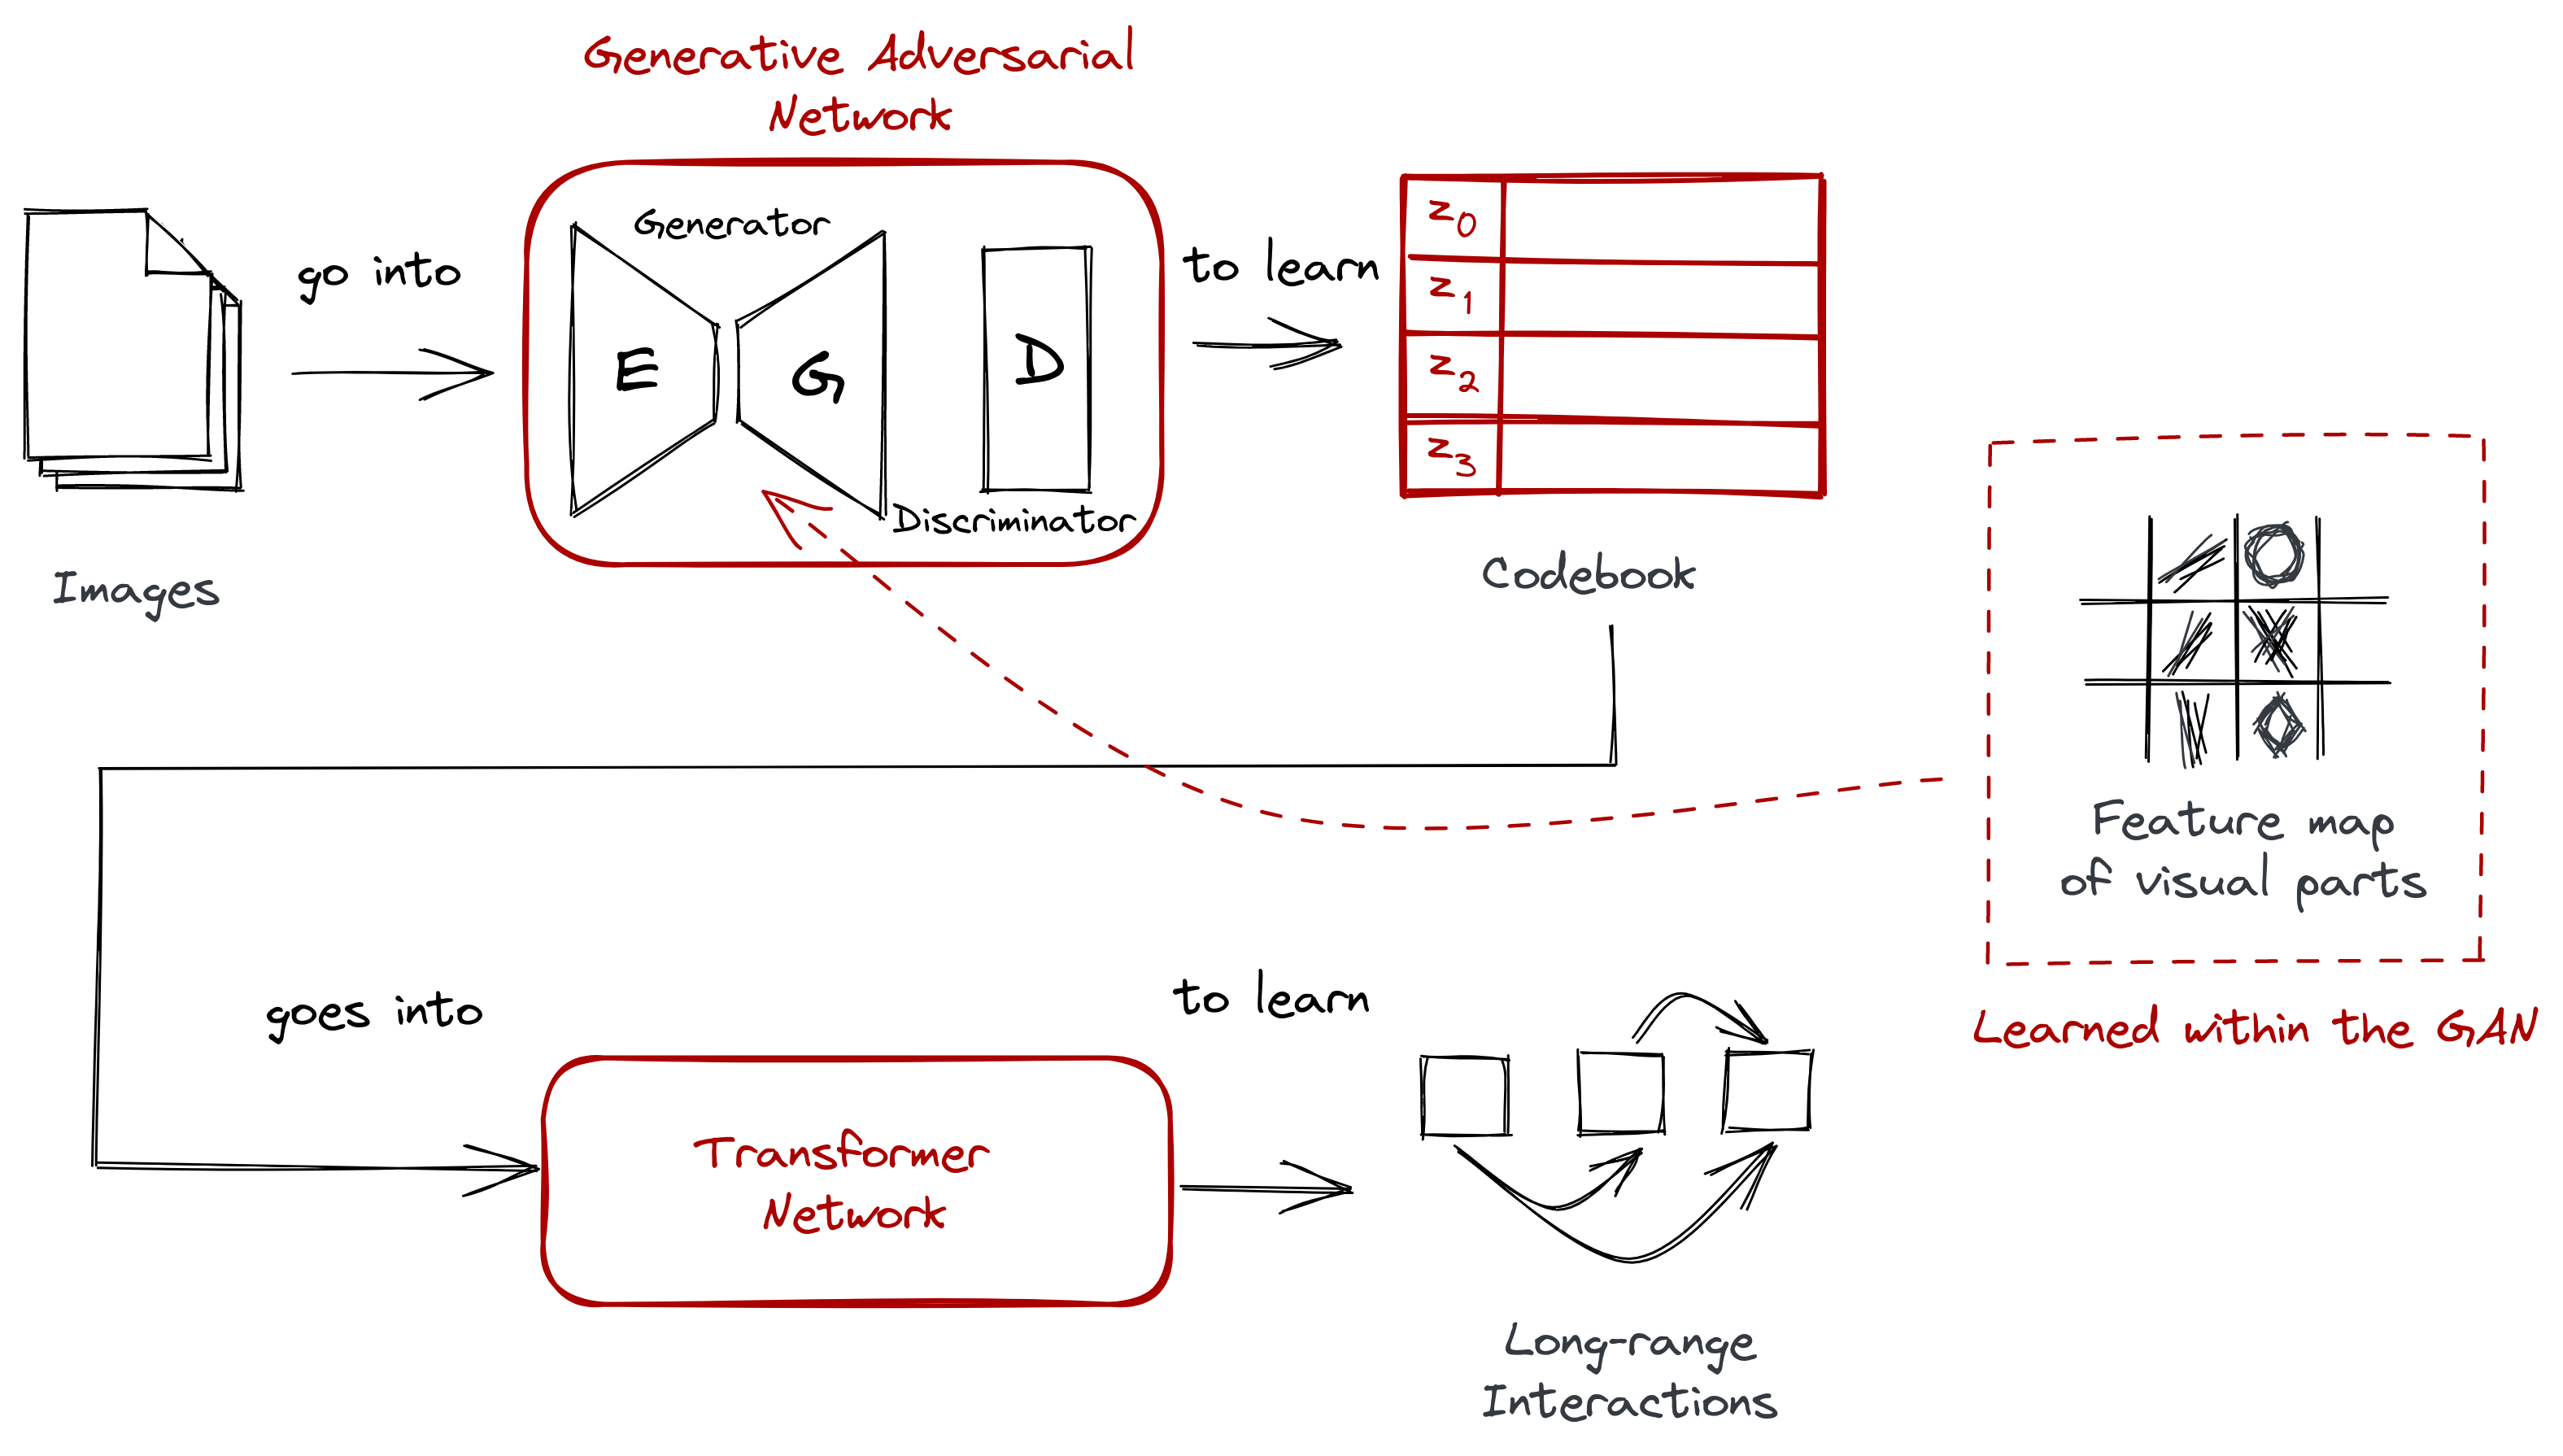 Generative Adversarial
Network
Generator
E
G
D
Discriminator
go into
Images
to learn
z0
z1
z2
z3
Codebook
Feature map
of visual parts
Learned within the GAN
goes into
Transformer
Network
to learn
Long-range
Interactions